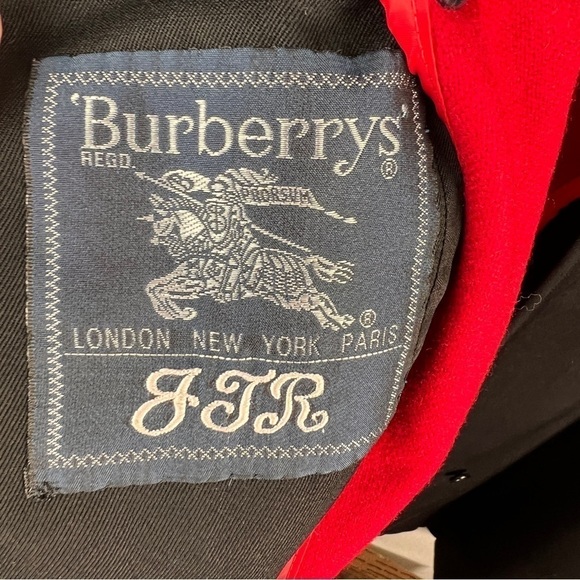 'Burberrys'
REGD. ®
PRORSUM
®
LONDON NEW YORK PARIS
JTR